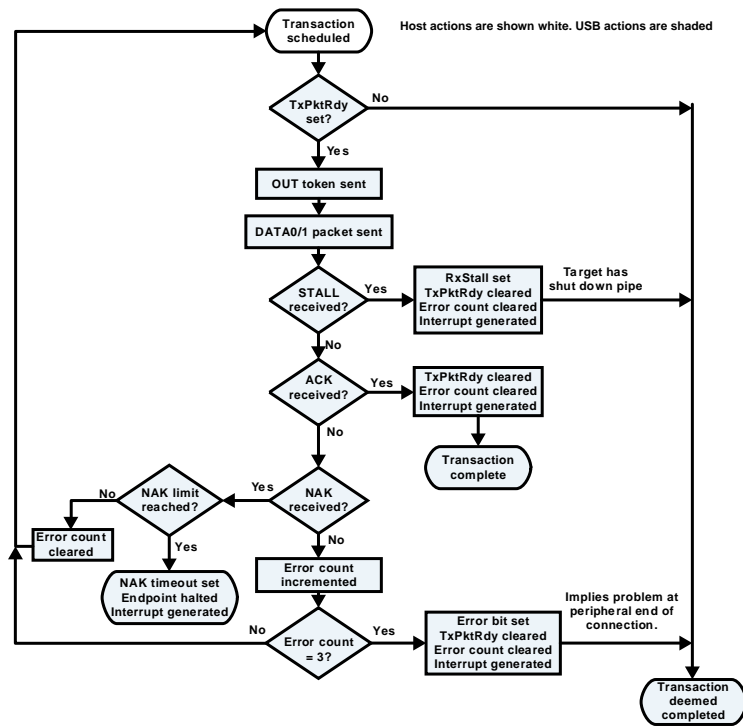 Transaction
scheduled
Host actions are shown white. USB actions are shaded
TxPktRdy
set?
No
Yes
OUT token sent
DATA0/1 packet sent
STALL
received?
Yes
RxStall set
TxPktRdy cleared
Error count cleared
Interrupt generated
Target has
shut down pipe
No
ACK
received?
Yes
TxPktRdy cleared
Error count cleared
Interrupt generated
No
Transaction
complete
NAK limit
reached?
No
Yes
NAK
received?
Error count
cleared
Yes
No
NAK timeout set
Endpoint halted
Interrupt generated
Error count
incremented
No
Error count
= 3?
Yes
Error bit set
TxPktRdy cleared
Error count cleared
Interrupt generated
Implies problem at
peripheral end of
connection.
Transaction
deemed
completed